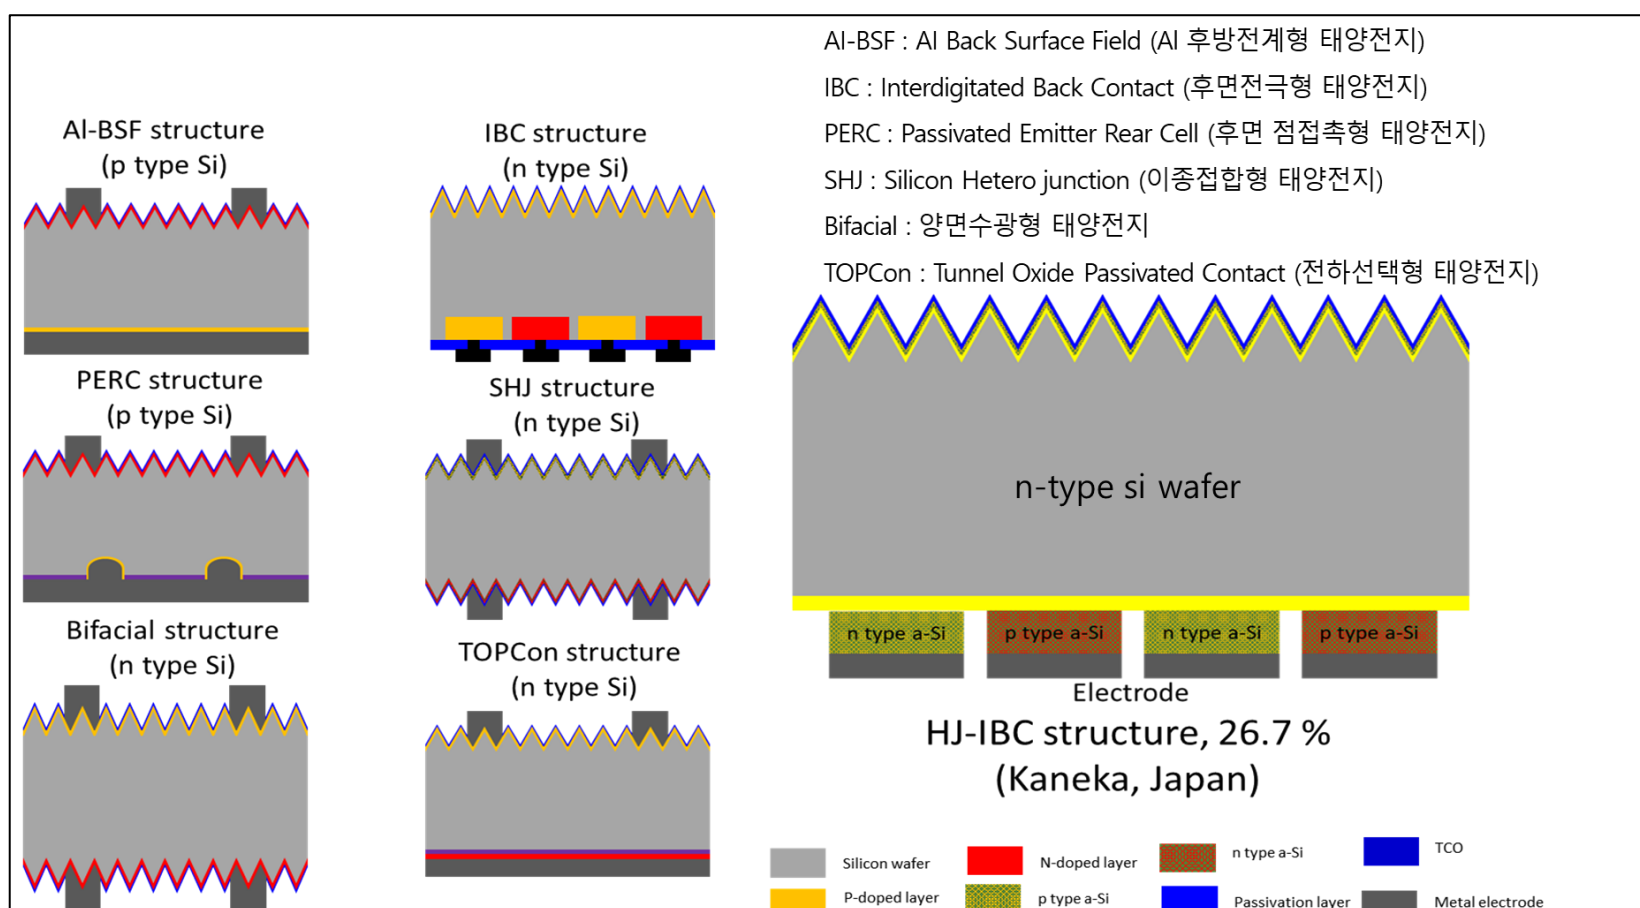 Al-BSF : Al Back Surface Field (Al 후방전계형 태양전지)
IBC : Interdigitated Back Contact (후면전극형 태양전지)
PERC : Passivated Emitter Rear Cell (후면 점접촉형 태양전지)
SHJ : Silicon Hetero junction (이종접합형 태양전지)
Bifacial : 양면수광형 태양전지
TOPCon : Tunnel Oxide Passivated Contact (전하선택형 태양전지)
Al-BSF structure
(p type Si)
IBC structure
(n type Si)
PERC structure
(p type Si)
SHJ structure
(n type Si)
Bifacial structure
(n type Si)
TOPCon structure
(n type Si)
n-type si wafer
n type a-Si
p type a-Si
n type a-Si
p type a-Si
Electrode
HJ-IBC structure, 26.7 %
(Kaneka, Japan)
Silicon wafer
N-doped layer
n type a-Si
TCO
P-doped layer
p type a-Si
Passivation layer
Metal electrode